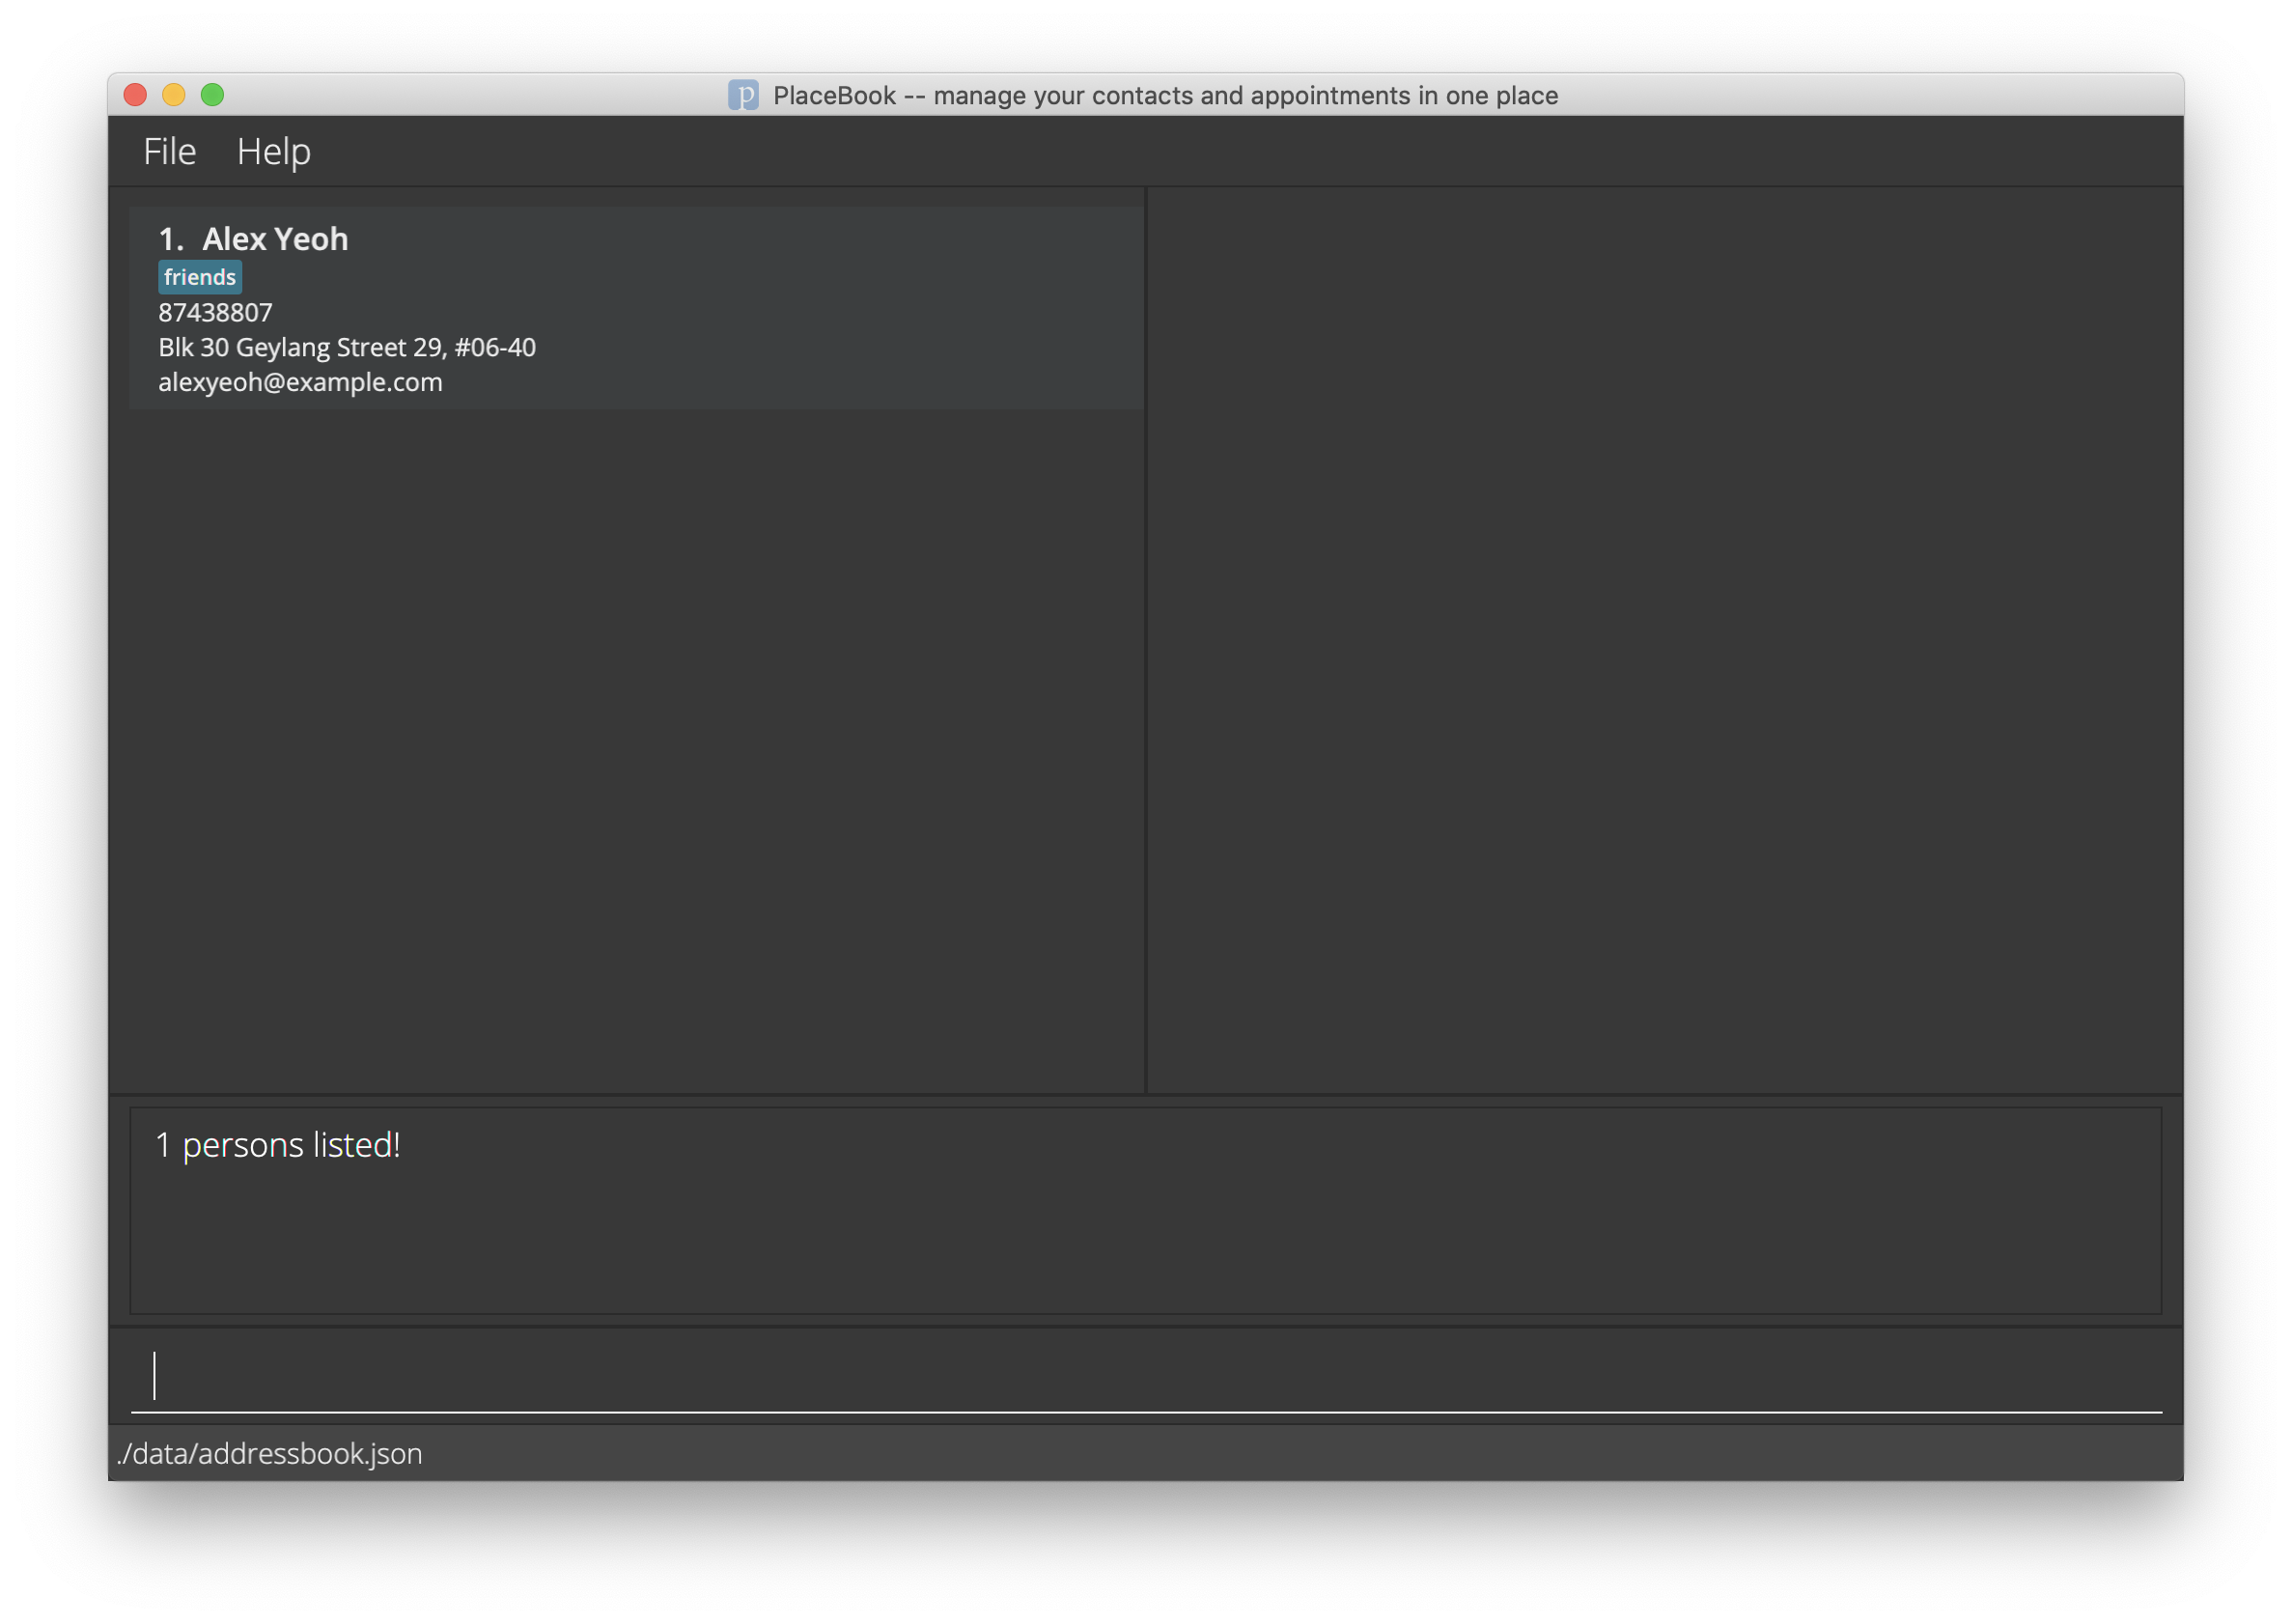 p PlaceBook -- manage your contacts and appointments in one place
File Help
1. Alex Yeoh
friends
87438807
Blk 30 Geylang Street 29, #06-40
alexyeoh@example.com
1 persons listed!
./data/addressbook.json